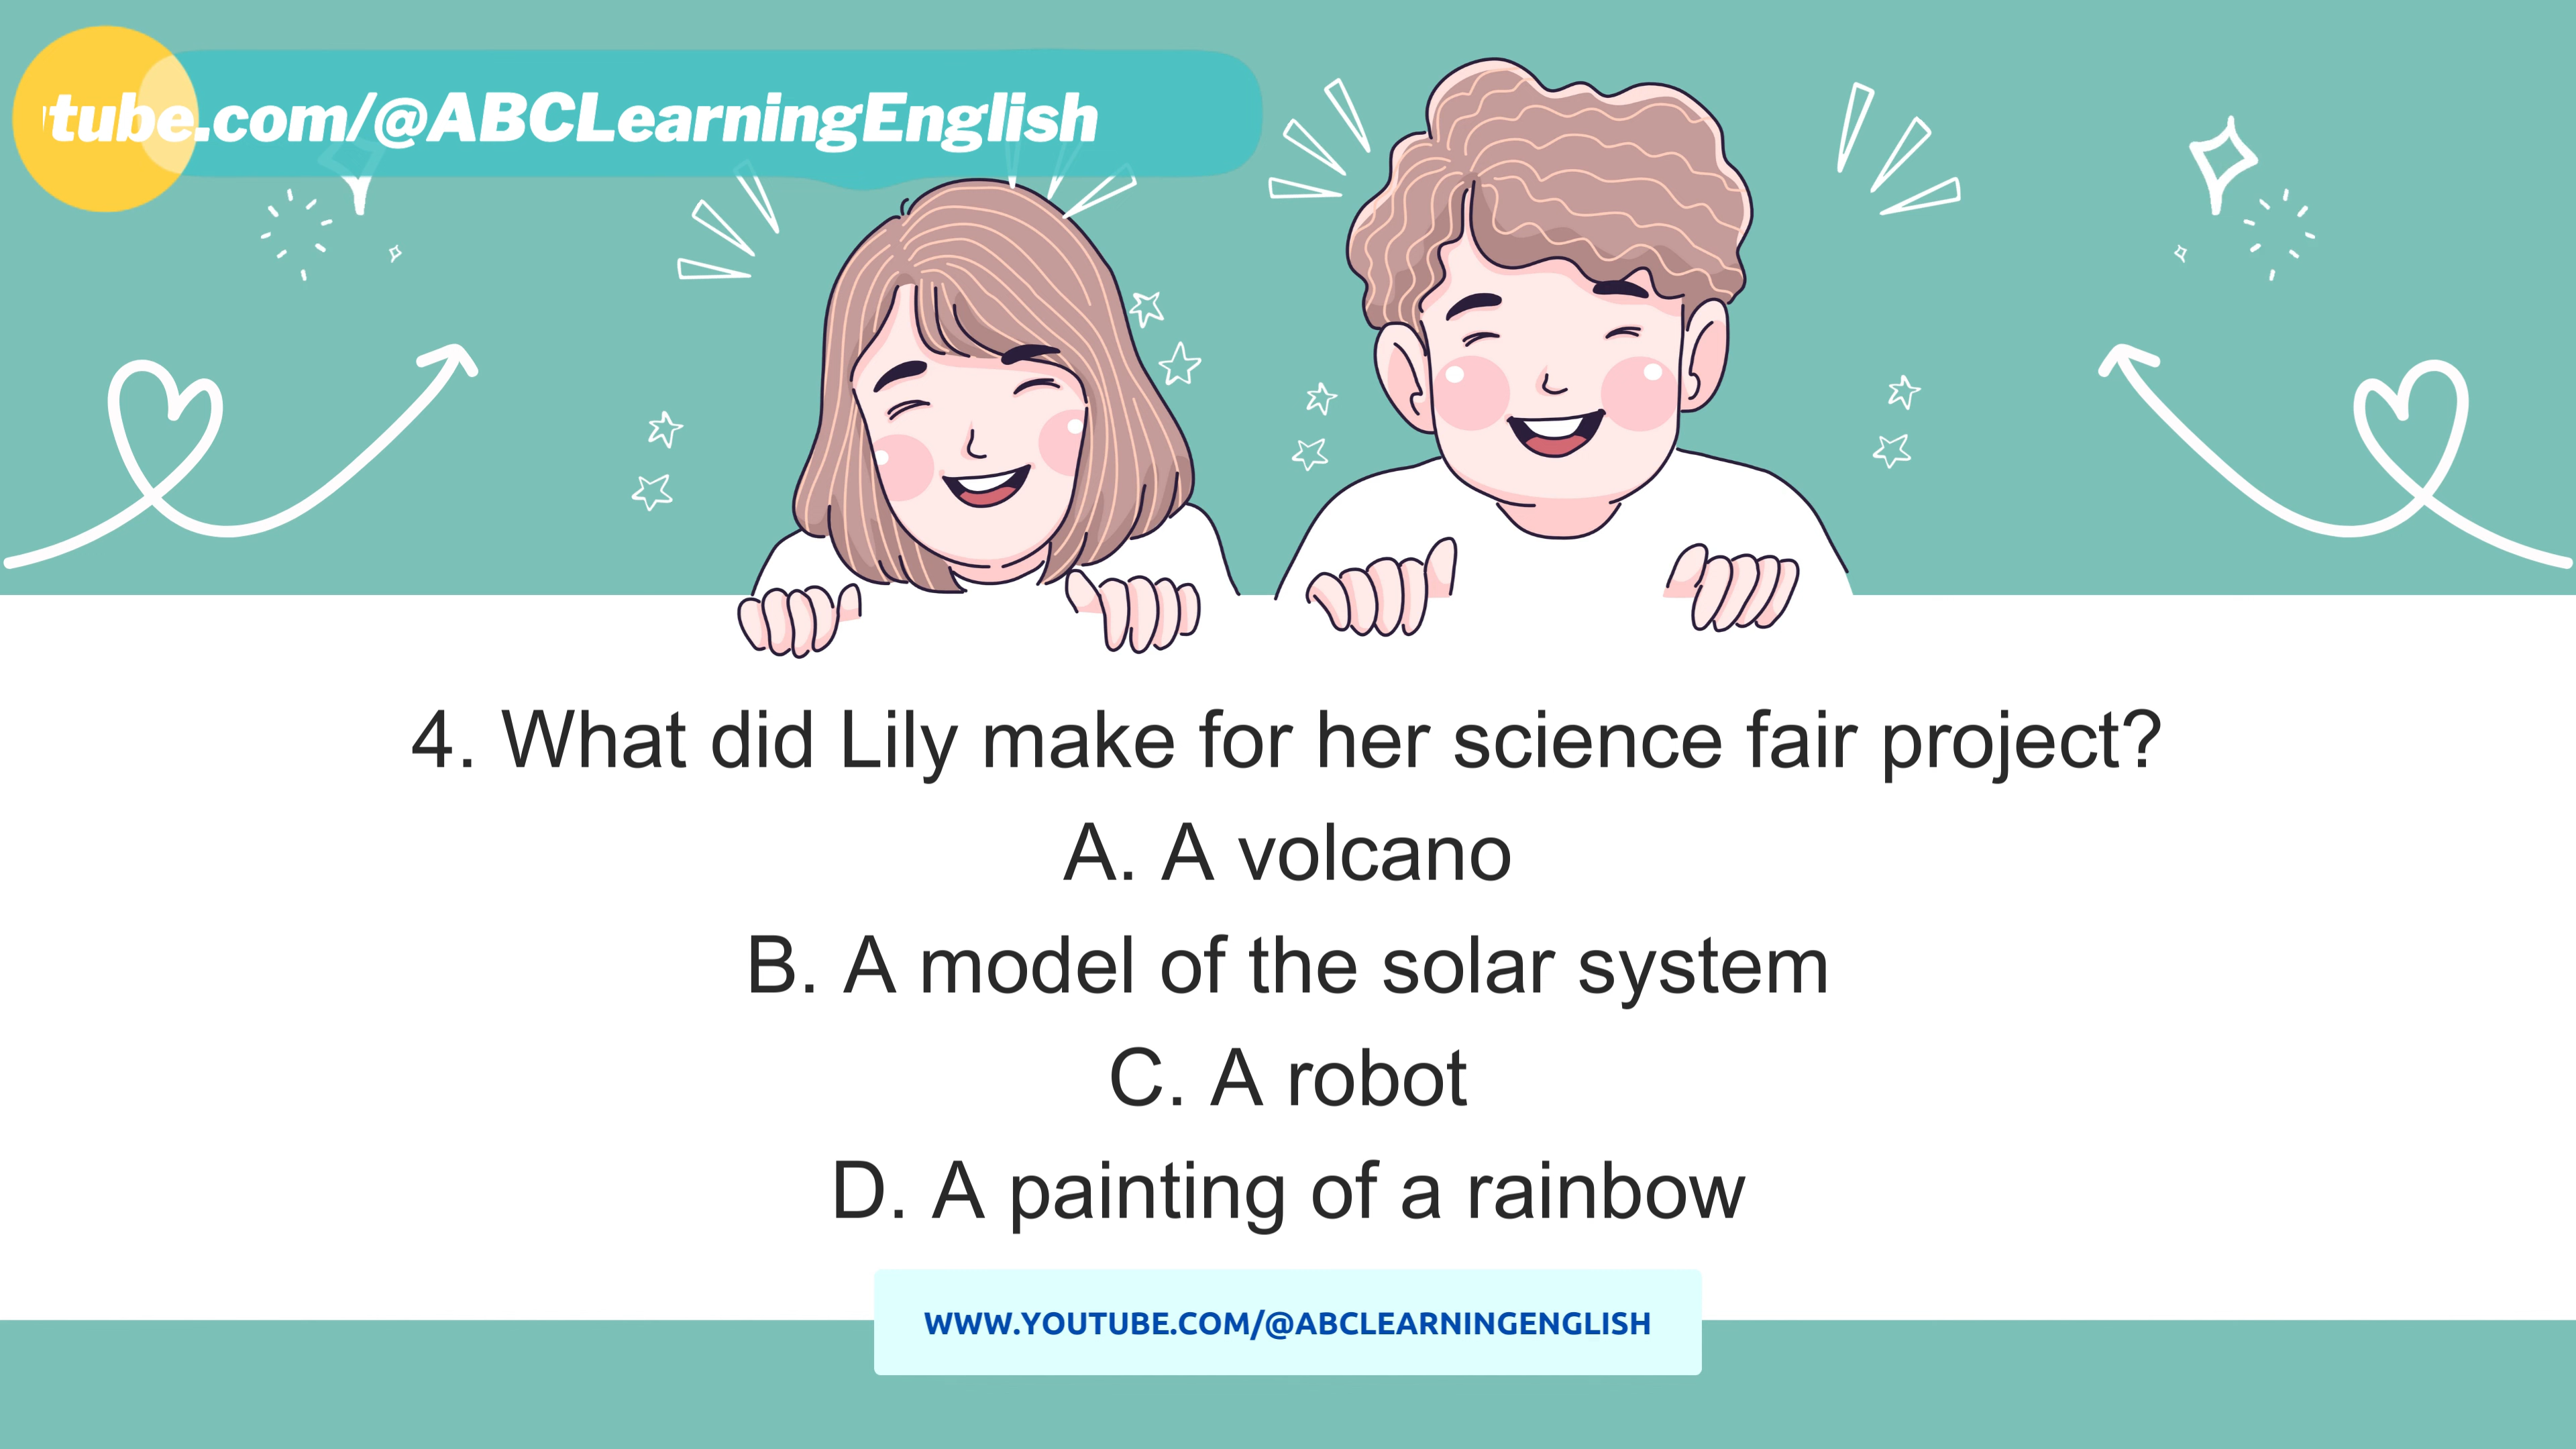 tube.com/@ABCLearningEnglish
4. What did Lily make for her science fair project?
A. A volcano
B. A model of the solar system
C. A robot
D. A painting of a rainbow
WWW.YOUTUBE.COM/@ABCLEARNINGENGLISH